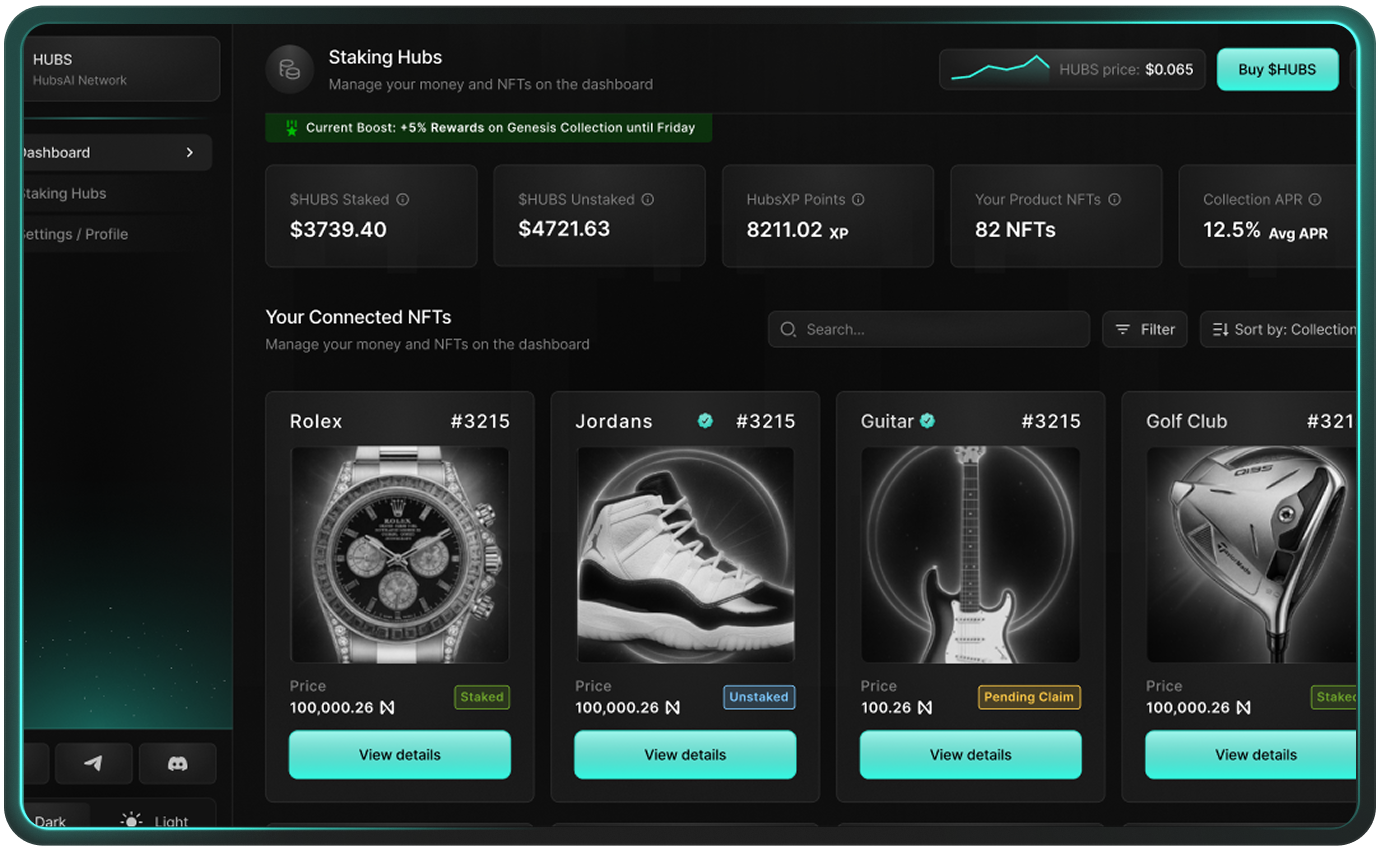 HUBS
HubsAI Network
Dashboard
Staking Hubs
Settings / Profile
Dark
Light
Staking Hubs
Manage your money and NFTs on the dashboard
HUBS price: $0.065
Buy $HUBS
Current Boost: +5% Rewards on Genesis Collection until Friday
$HUBS Staked
$3739.40
$HUBS Unstaked
$4721.63
HubsXP Points
8211.02 XP
Your Product NFTs
82 NFTs
Collection APR
12.5% Avg APR
Your Connected NFTs
Manage your money and NFTs on the dashboard
Search...
Filter
Sort by: Collection
Rolex #3215
ROLEX
Price
100,000.26
Staked
View details
Jordans #3215
Price
100,000.26
Unstaked
View details
Guitar #3215
Price
100.26
Pending Claim
View details
Golf Club #321
Qi35
TaylorMade
Price
100,000.26
Staked
View details